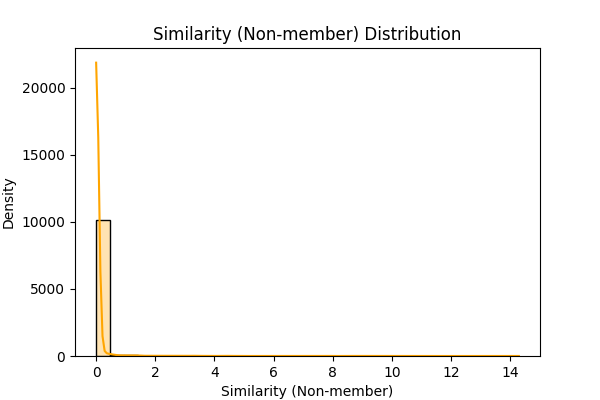 Similarity (Non-member) Distribution
20000
15000
10000
5000
0
Density
0 2 4 6 8 10 12 14
Similarity (Non-member)